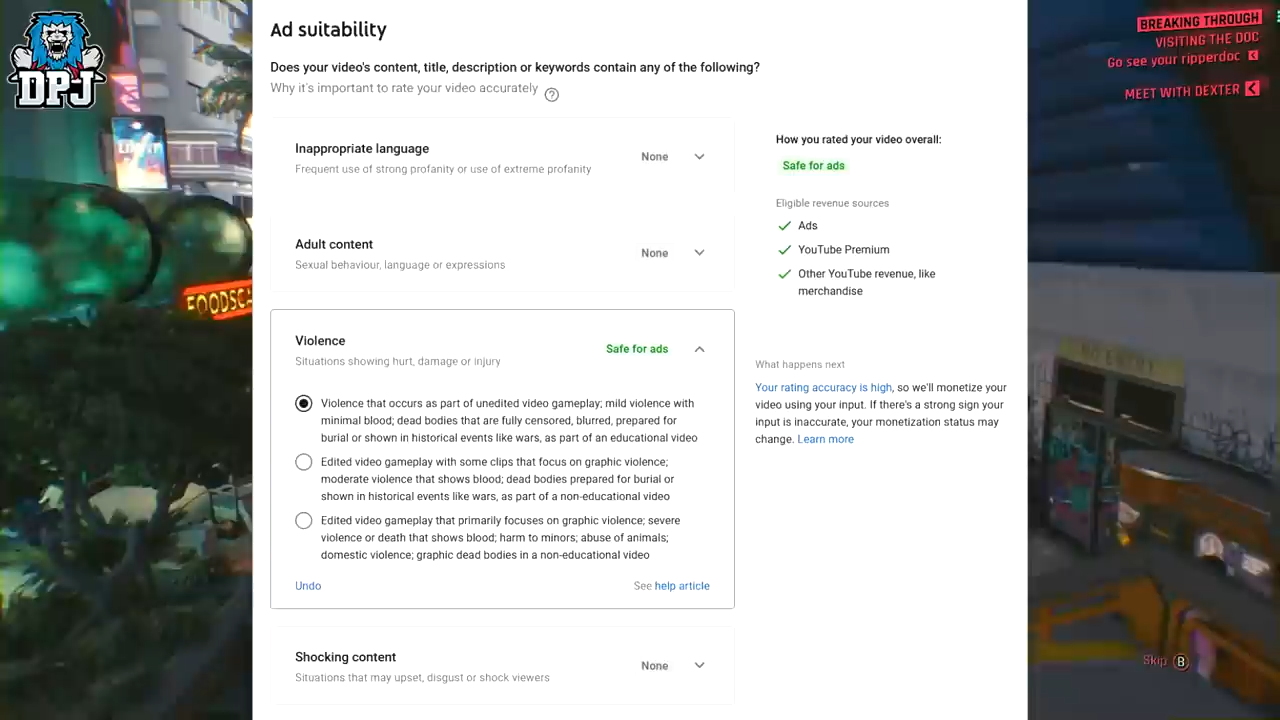 DPJ
FOODSCA
Ad suitability
Does your video's content, title, description or keywords contain any of the following?
Why it's important to rate your video accurately ?
Inappropriate language
None
Frequent use of strong profanity or use of extreme profanity
Adult content
None
Sexual behaviour, language or expressions
Violence
Safe for ads
Situations showing hurt, damage or injury
Violence that occurs as part of unedited video gameplay; mild violence with
minimal blood; dead bodies that are fully censored, blurred, prepared for
burial or shown in historical events like wars, as part of an educational video
Edited video gameplay with some clips that focus on graphic violence;
moderate violence that shows blood; dead bodies prepared for burial or
shown in historical events like wars, as part of a non-educational video
Edited video gameplay that primarily focuses on graphic violence; severe
violence or death that shows blood; harm to minors; abuse of animals;
domestic violence; graphic dead bodies in a non-educational video
Undo
See help article
Shocking content
None
Situations that may upset, disgust or shock viewers
How you rated your video overall:
Safe for ads
Eligible revenue sources
Ads
YouTube Premium
Other YouTube revenue, like
merchandise
What happens next
Your rating accuracy is high, so we'll monetize your
video using your input. If there's a strong sign your
input is inaccurate, your monetization status may
change. Learn more
BREAKING THROUGH
VISITING THE DOC
Go see your ripperdoc
MEET WITH DEXTER
NO ENTRY
Skip B